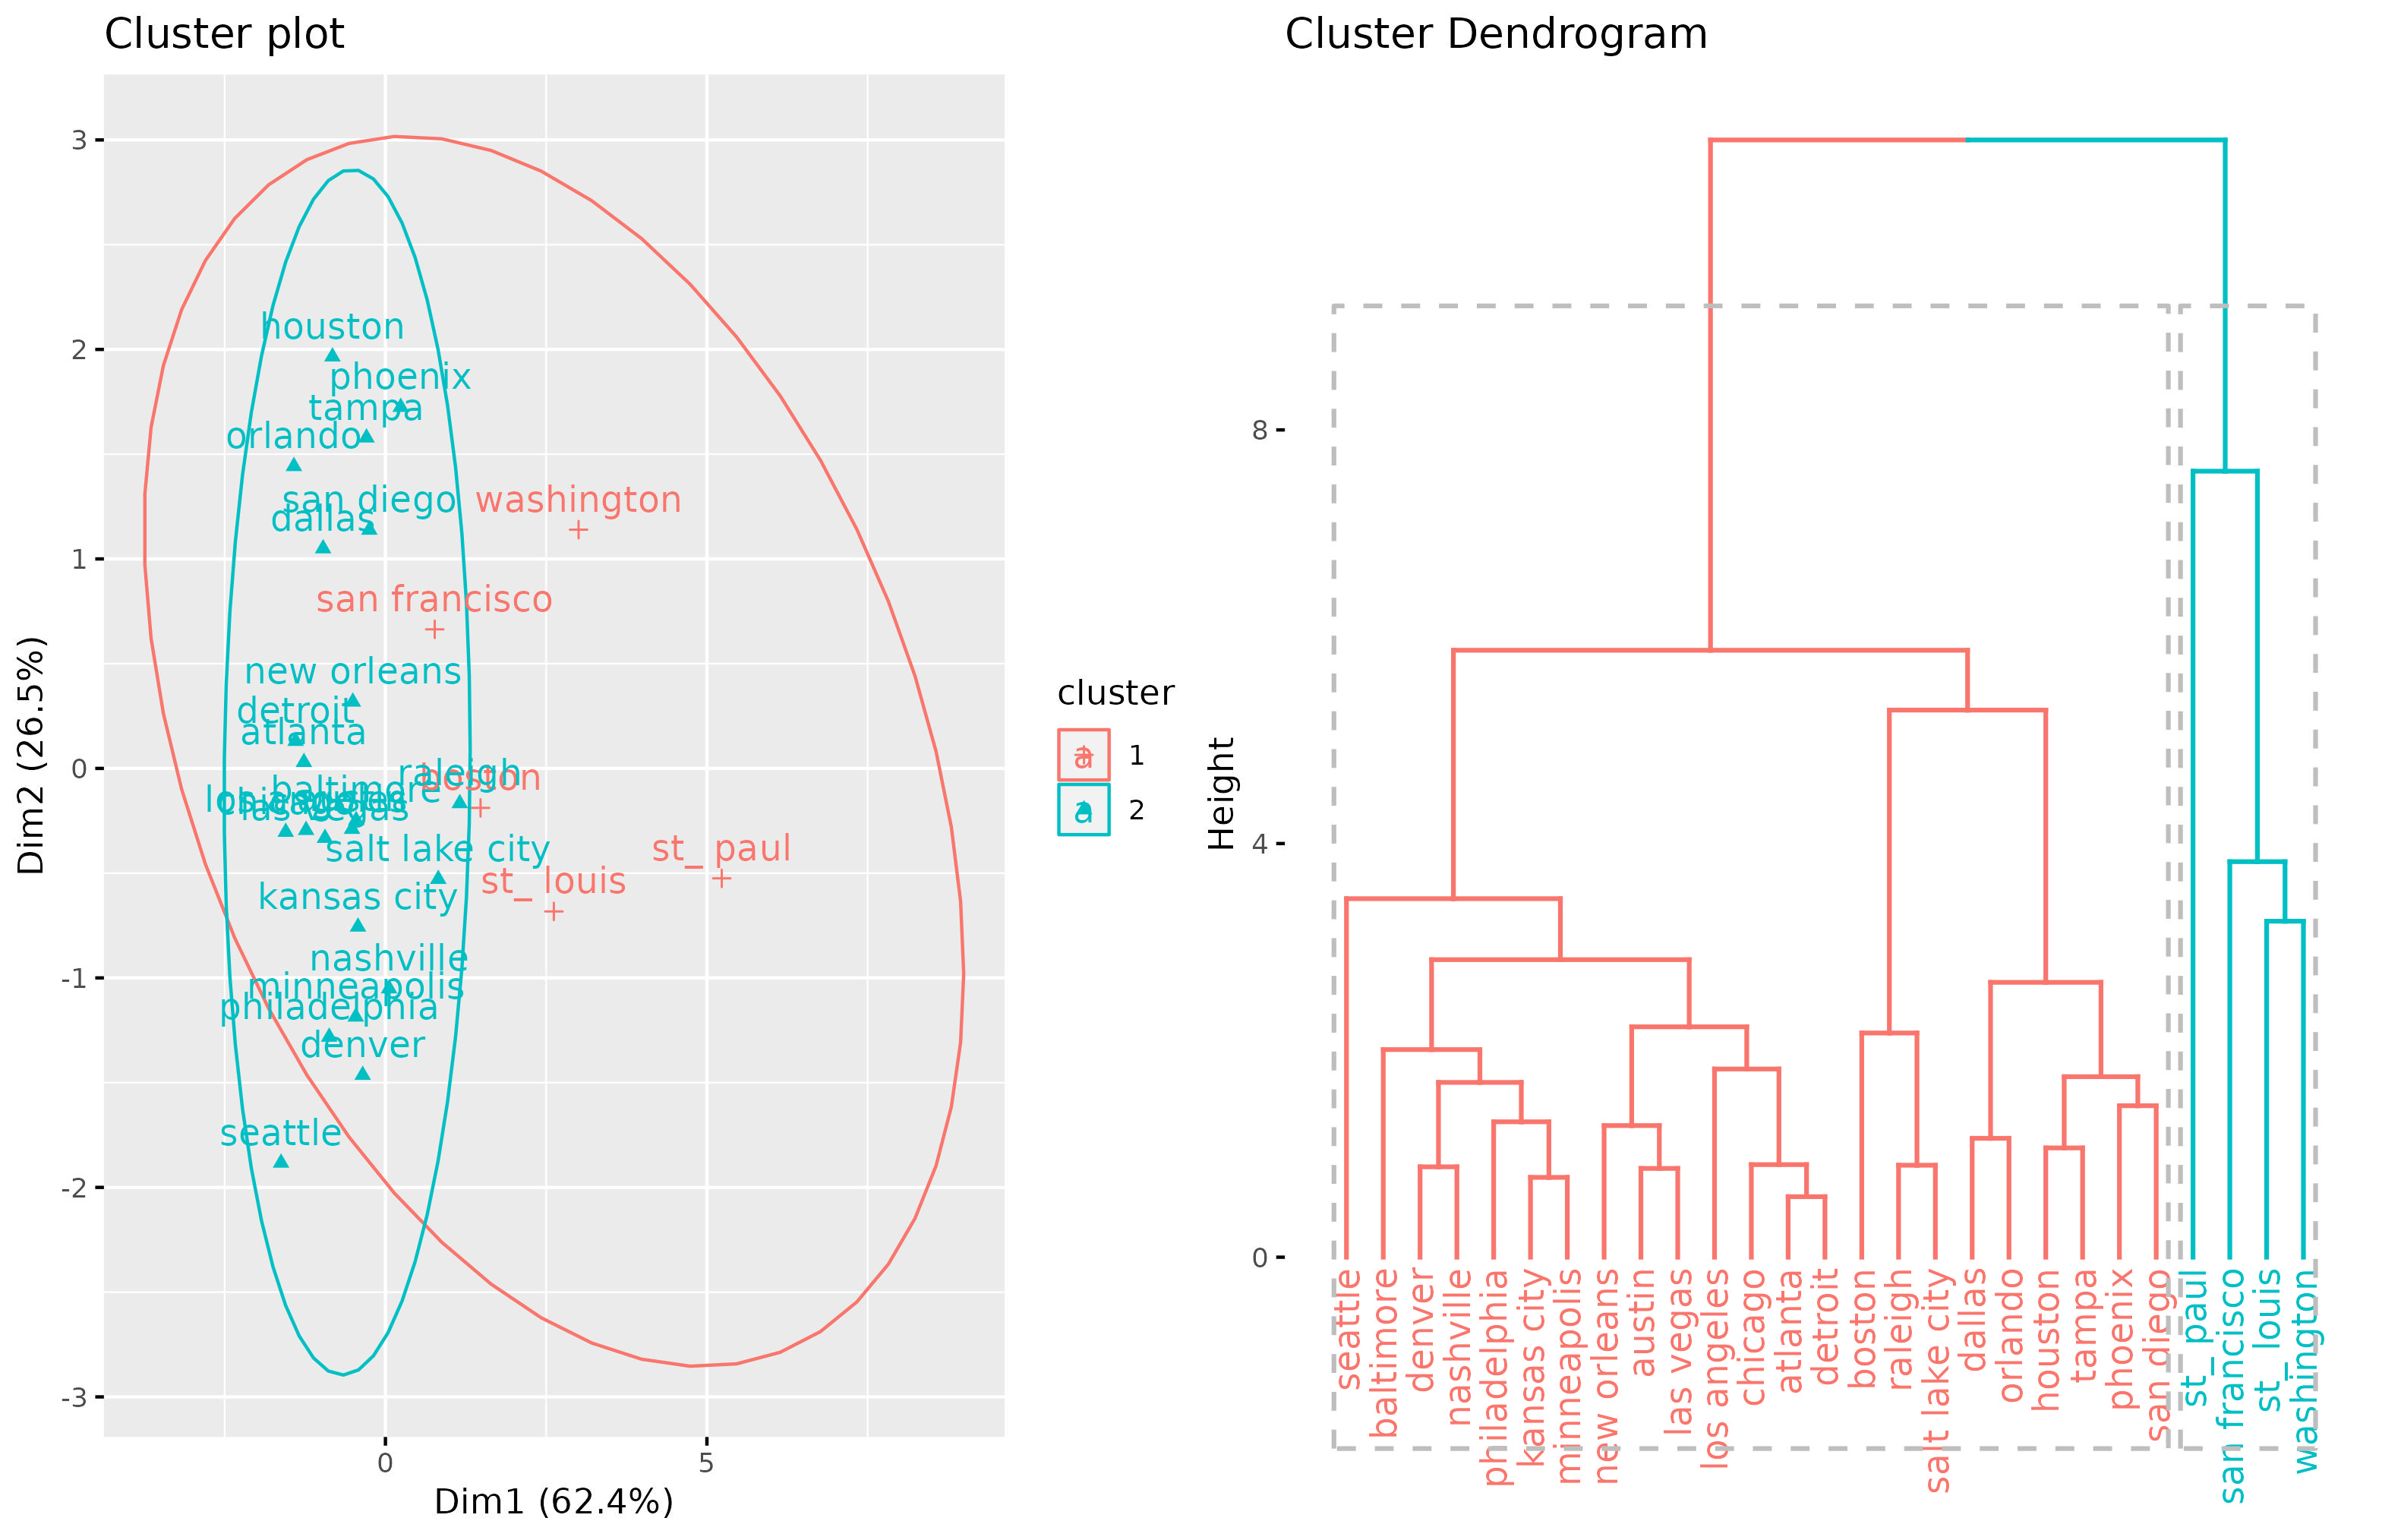 Cluster plot
3
2
1
0
-1
-2
-3
Dim2 (26.5%)
houston
phoenix
tampa
orlando
san diego
washington
dallas
san francisco
new orleans
detroit
atlanta
raleigh
boston
baltimore
los angeles
las vegas
salt lake city
st_ paul
st_ louis
kansas city
nashville
minneapolis
philadelphia
denver
seattle
0
5
Dim1 (62.4%)
cluster
a
1
a
2
Cluster Dendrogram
8
4
0
Height
seattle
baltimore
denver
nashville
philadelphia
kansas city
minneapolis
new orleans
austin
las vegas
los angeles
chicago
atlanta
detroit
boston
raleigh
salt lake city
dallas
orlando
houston
tampa
phoenix
san diego
st_ paul
san francisco
st_ louis
washington